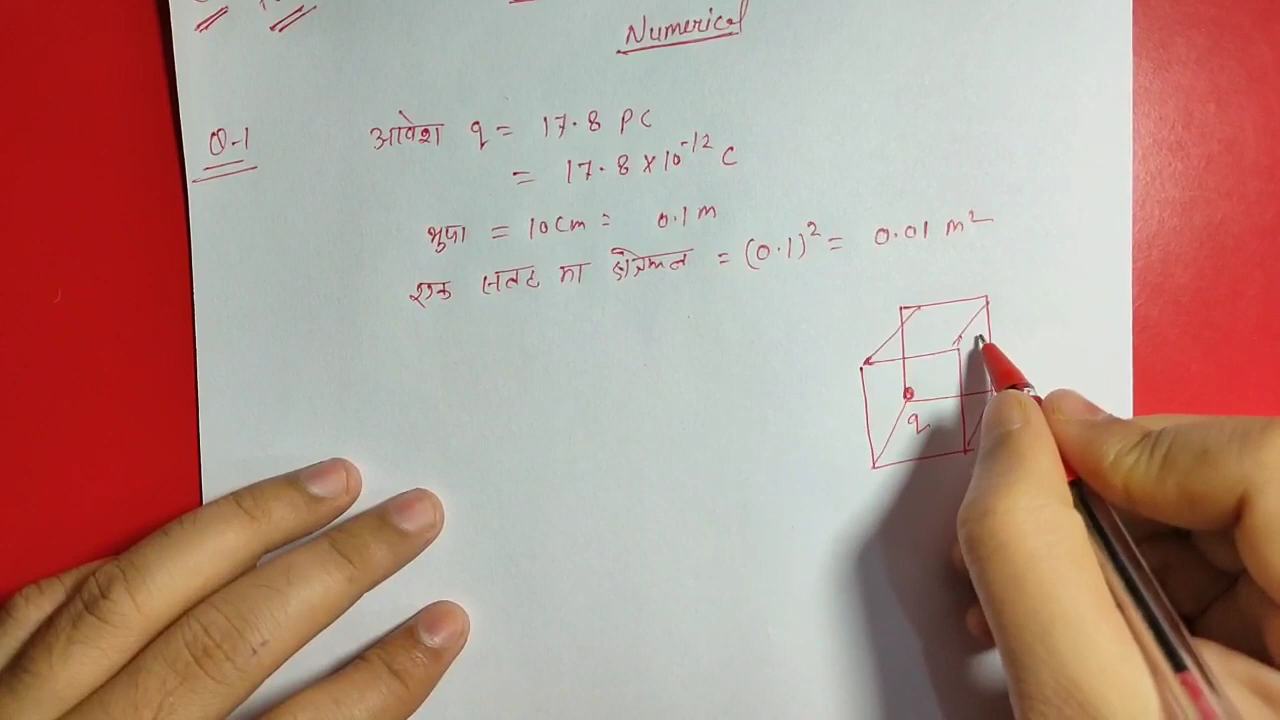 Numerical
Q-1
आवेश q = 17.8 PC
= 17.8 × 10⁻¹² C
भुजा = 10 Cm = 0.1 m
एक सतह का क्षेत्रफल = (0.1)² = 0.01 m²
q